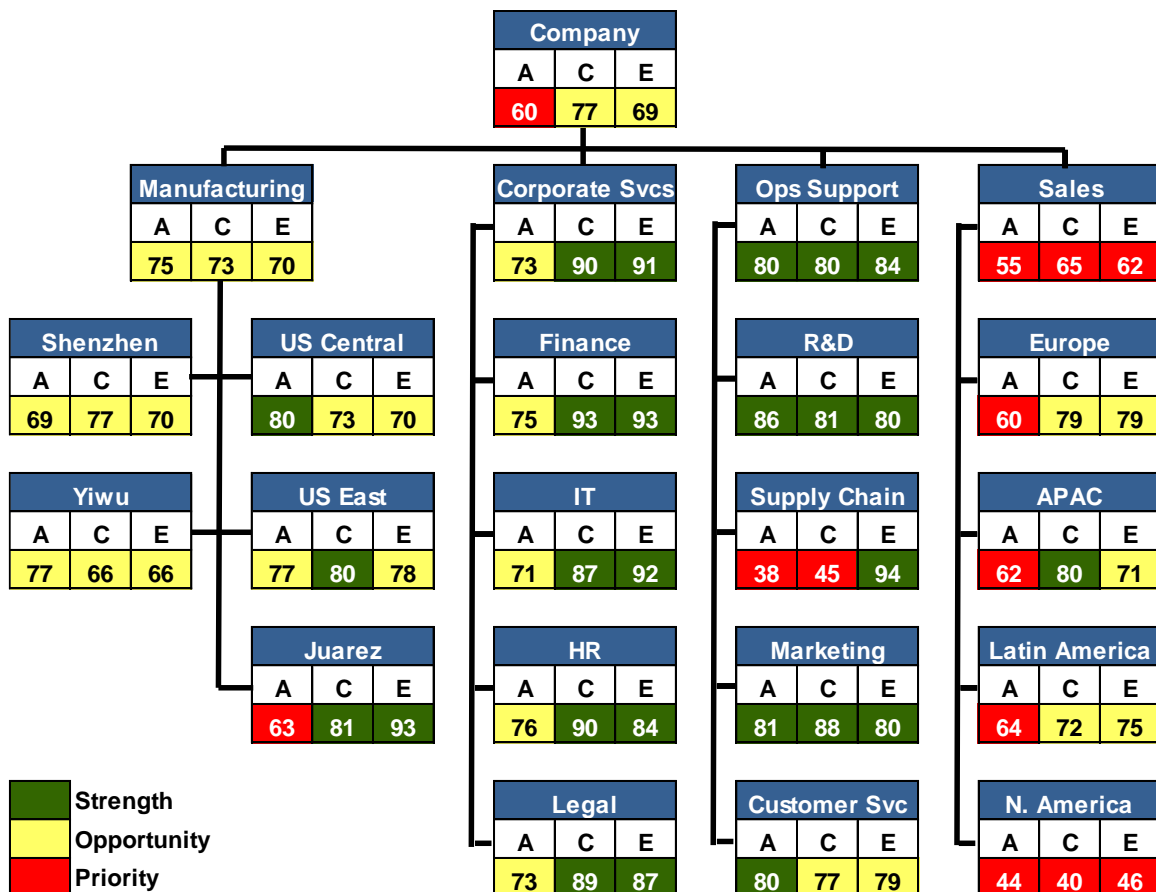 Company
A C E
60 77 69
Manufacturing
A C E
75 73 70
Corporate Svcs
A C E
73 90 91
Ops Support
A C E
80 80 84
Sales
A C E
55 65 62
Shenzhen
A C E
69 77 70
US Central
A C E
80 73 70
Finance
A C E
75 93 93
R&D
A C E
86 81 80
Europe
A C E
60 79 79
Yiwu
A C E
77 66 66
US East
A C E
77 80 78
IT
A C E
71 87 92
Supply Chain
A C E
38 45 94
APAC
A C E
62 80 71
Juarez
A C E
63 81 93
HR
A C E
76 90 84
Marketing
A C E
81 88 80
Latin America
A C E
64 72 75
Strength
Opportunity
Priority
Legal
A C E
73 89 87
Customer Svc
A C E
80 77 79
N. America
A C E
44 40 46